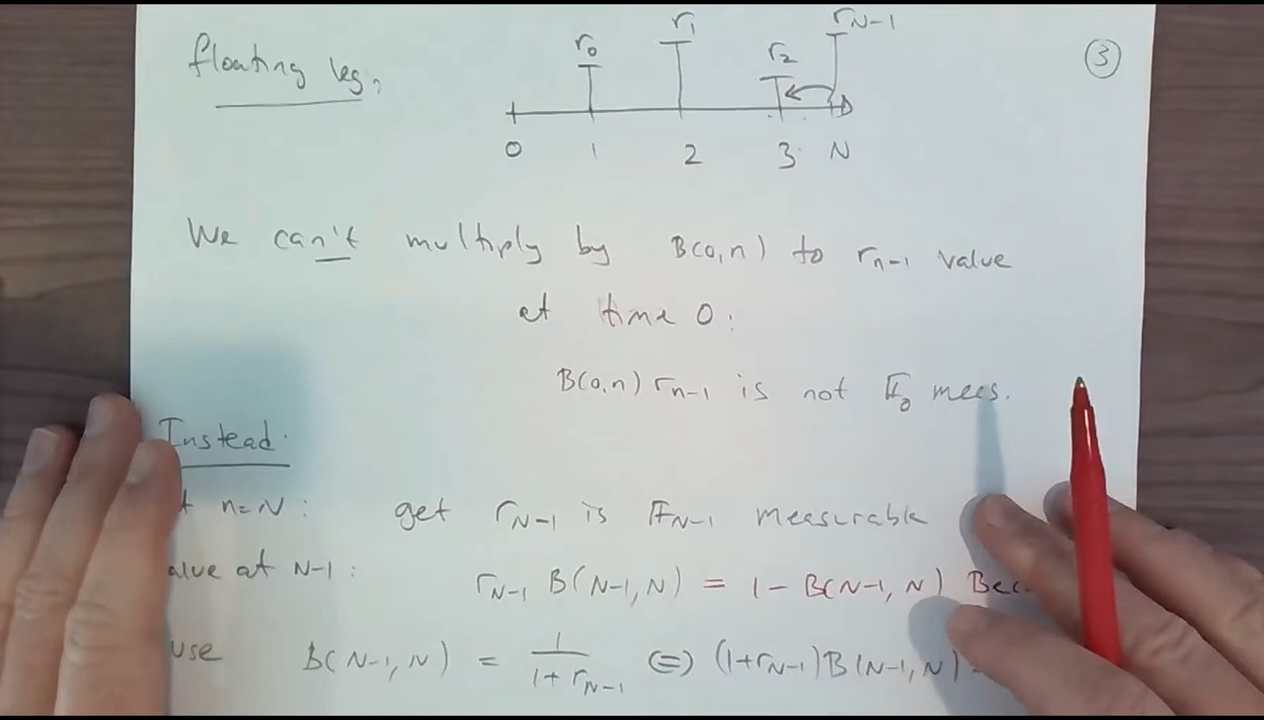 r₁ rN-1
floating leg, r₀ r₂ ③
0 1 2 3 N
We can't multiply by B(0,n) to rn-1 value
at time 0:
B(0,n) rn-1 is not F₀ meas.
Instead:
n=N: get rN-1 is FN-1 measurable
at N-1: rN-1 B(N-1,N) = 1 - B(N-1,N)
B(N-1,N) = 1/(1+rN-1) ⇔ (1+rN-1)B(N-1,N)